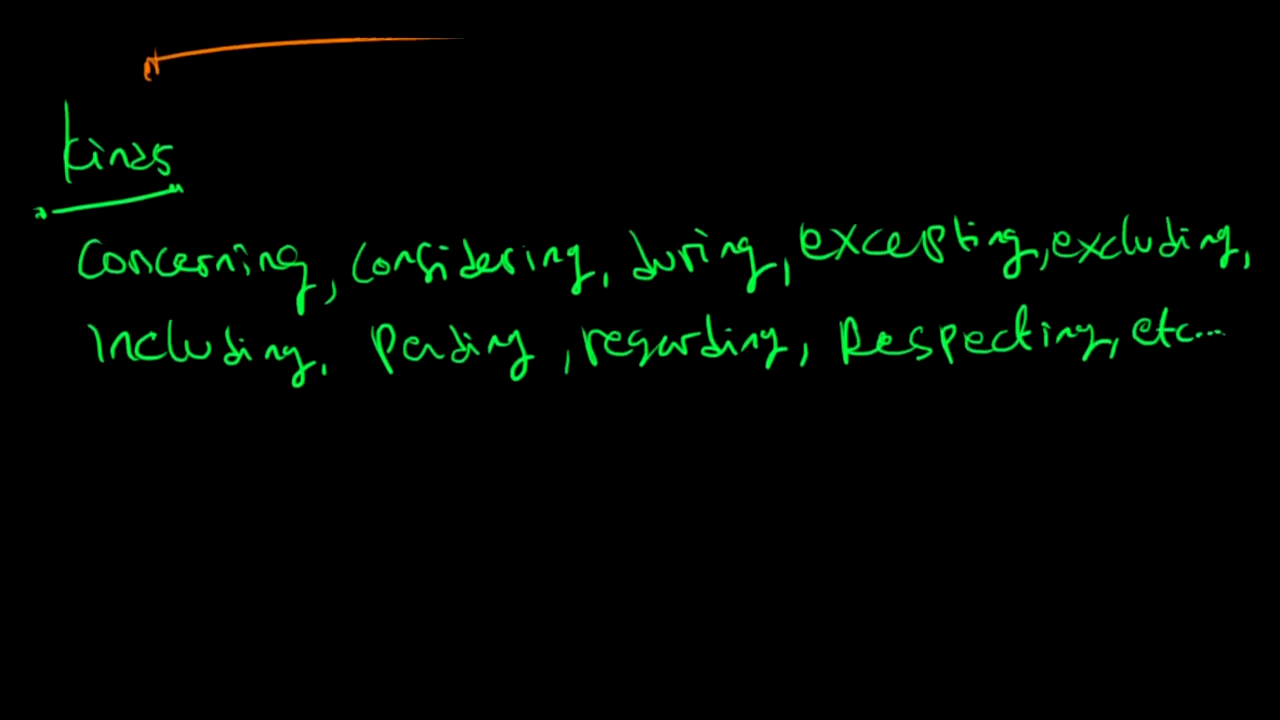 kinds
Concerning, considering, during, excepting, excluding,
Including, Pending, regarding, Respecting, etc...